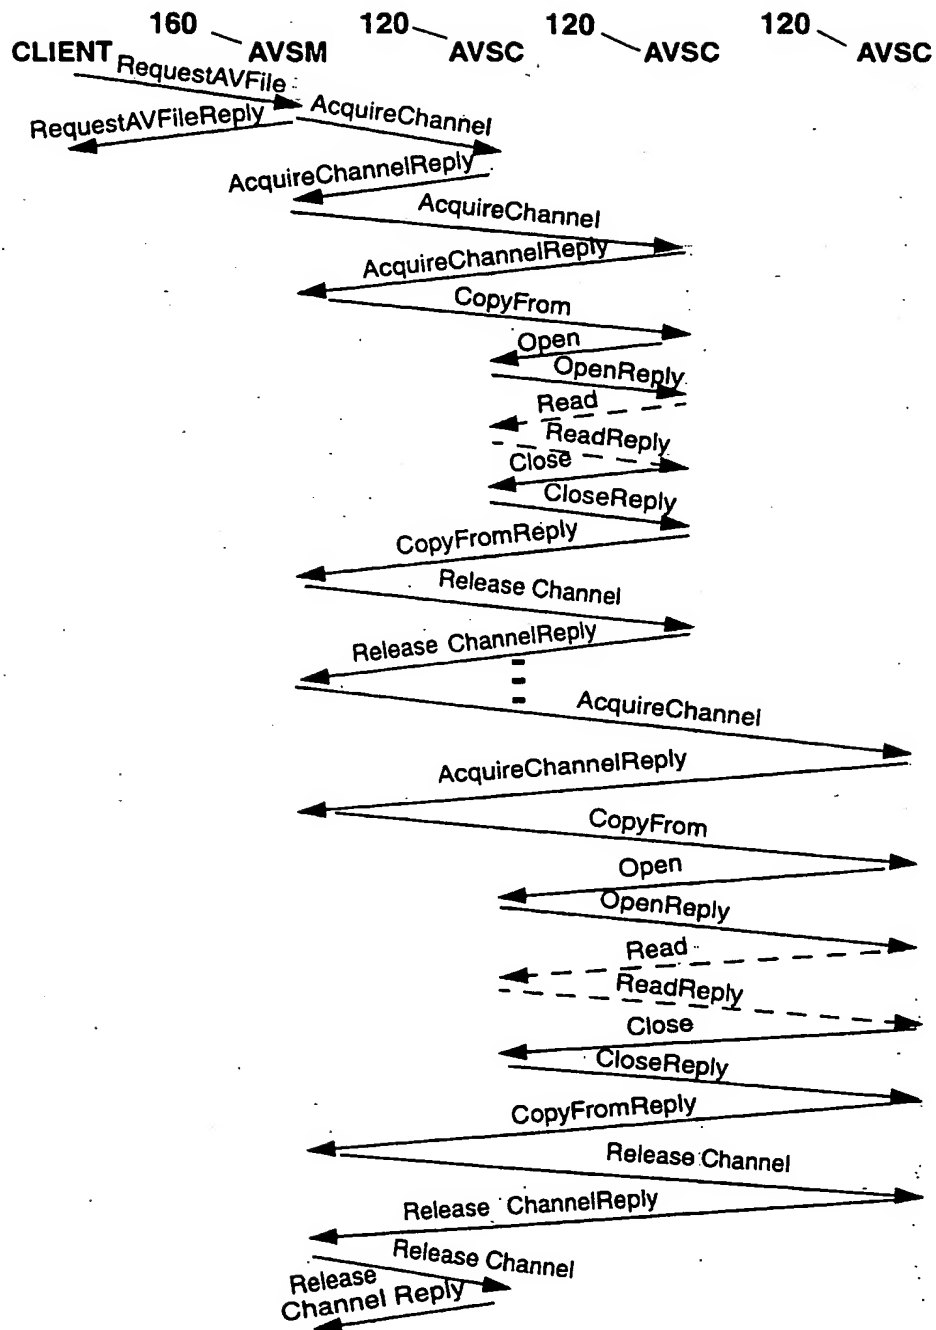 160 120 120 120
CLIENT AVSM AVSC AVSC AVSC
RequestAVFile
RequestAVFileReply AcquireChannel
AcquireChannelReply
AcquireChannel
AcquireChannelReply
CopyFrom
Open
OpenReply
Read
ReadReply
Close
CloseReply
CopyFromReply
Release Channel
Release ChannelReply
AcquireChannel
AcquireChannelReply
CopyFrom
Open
OpenReply
Read
ReadReply
Close
CloseReply
CopyFromReply
Release Channel
Release ChannelReply
Release Channel
Release
Channel Reply